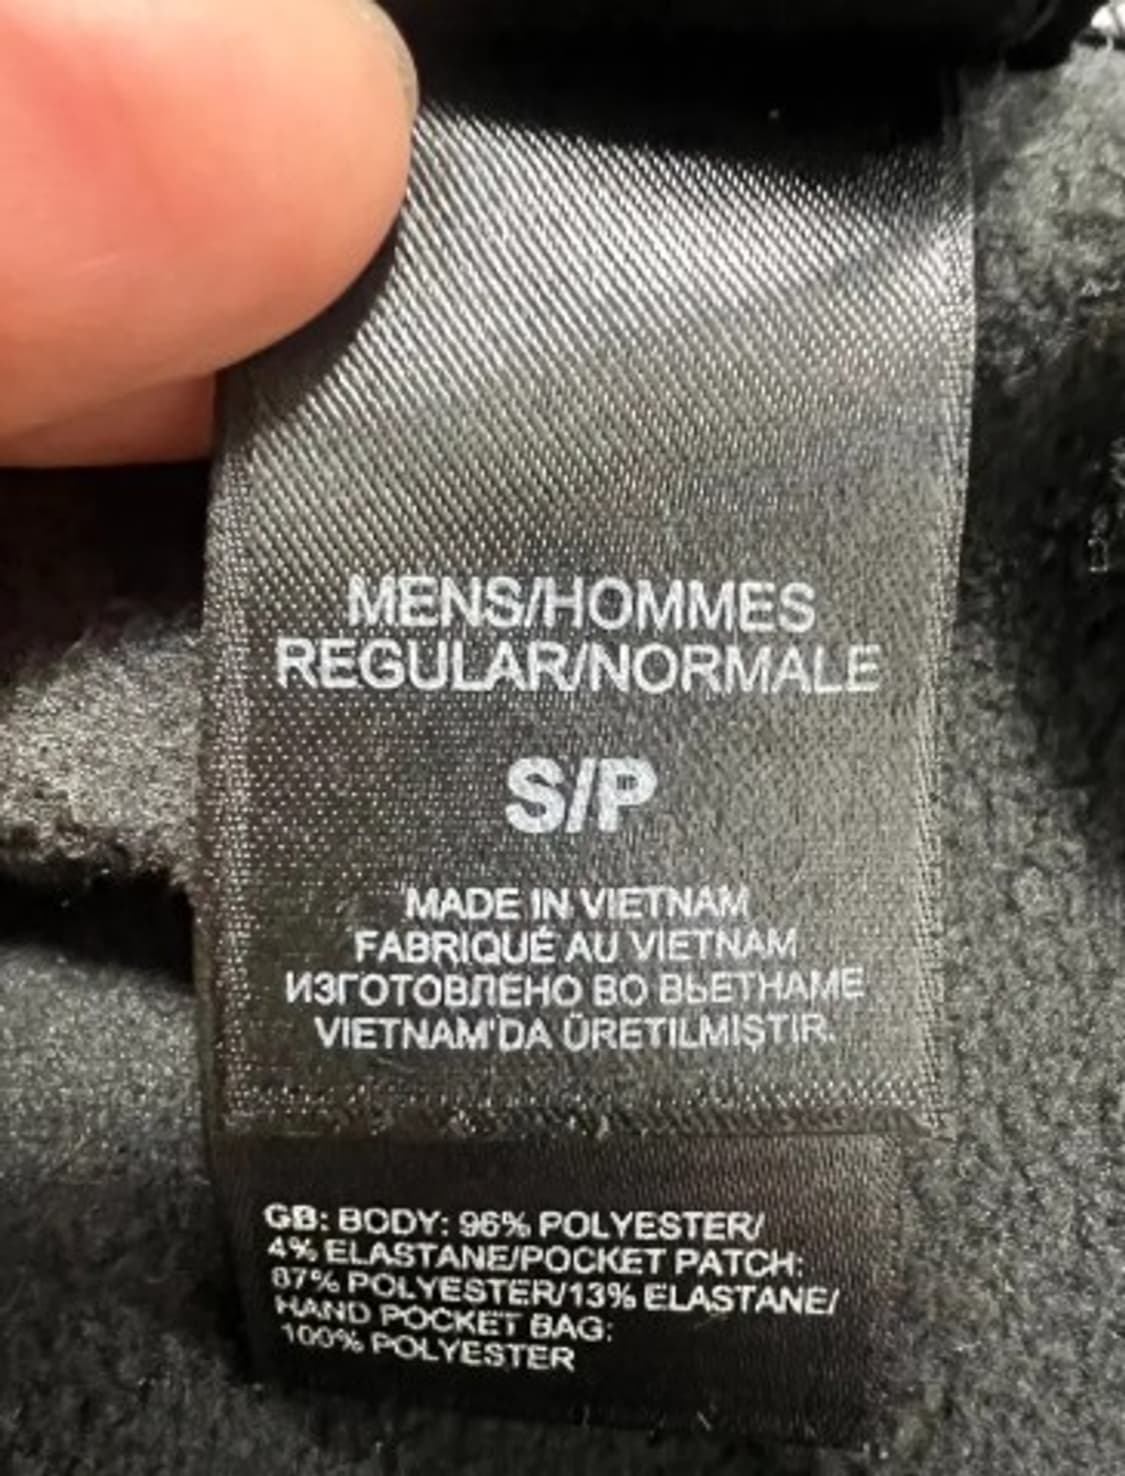 MENS/HOMMES
REGULAR/NORMALE
S/P
MADE IN VIETNAM
FABRIQUÉ AU VIETNAM
ИЗГОТОВЛЕНО ВО ВЬЕТНАМЕ
VIETNAM'DA ÜRETILMIŞTIR.
GB: BODY: 96% POLYESTER/
4% ELASTANE/POCKET PATCH:
87% POLYESTER/13% ELASTANE/
HAND POCKET BAG:
100% POLYESTER